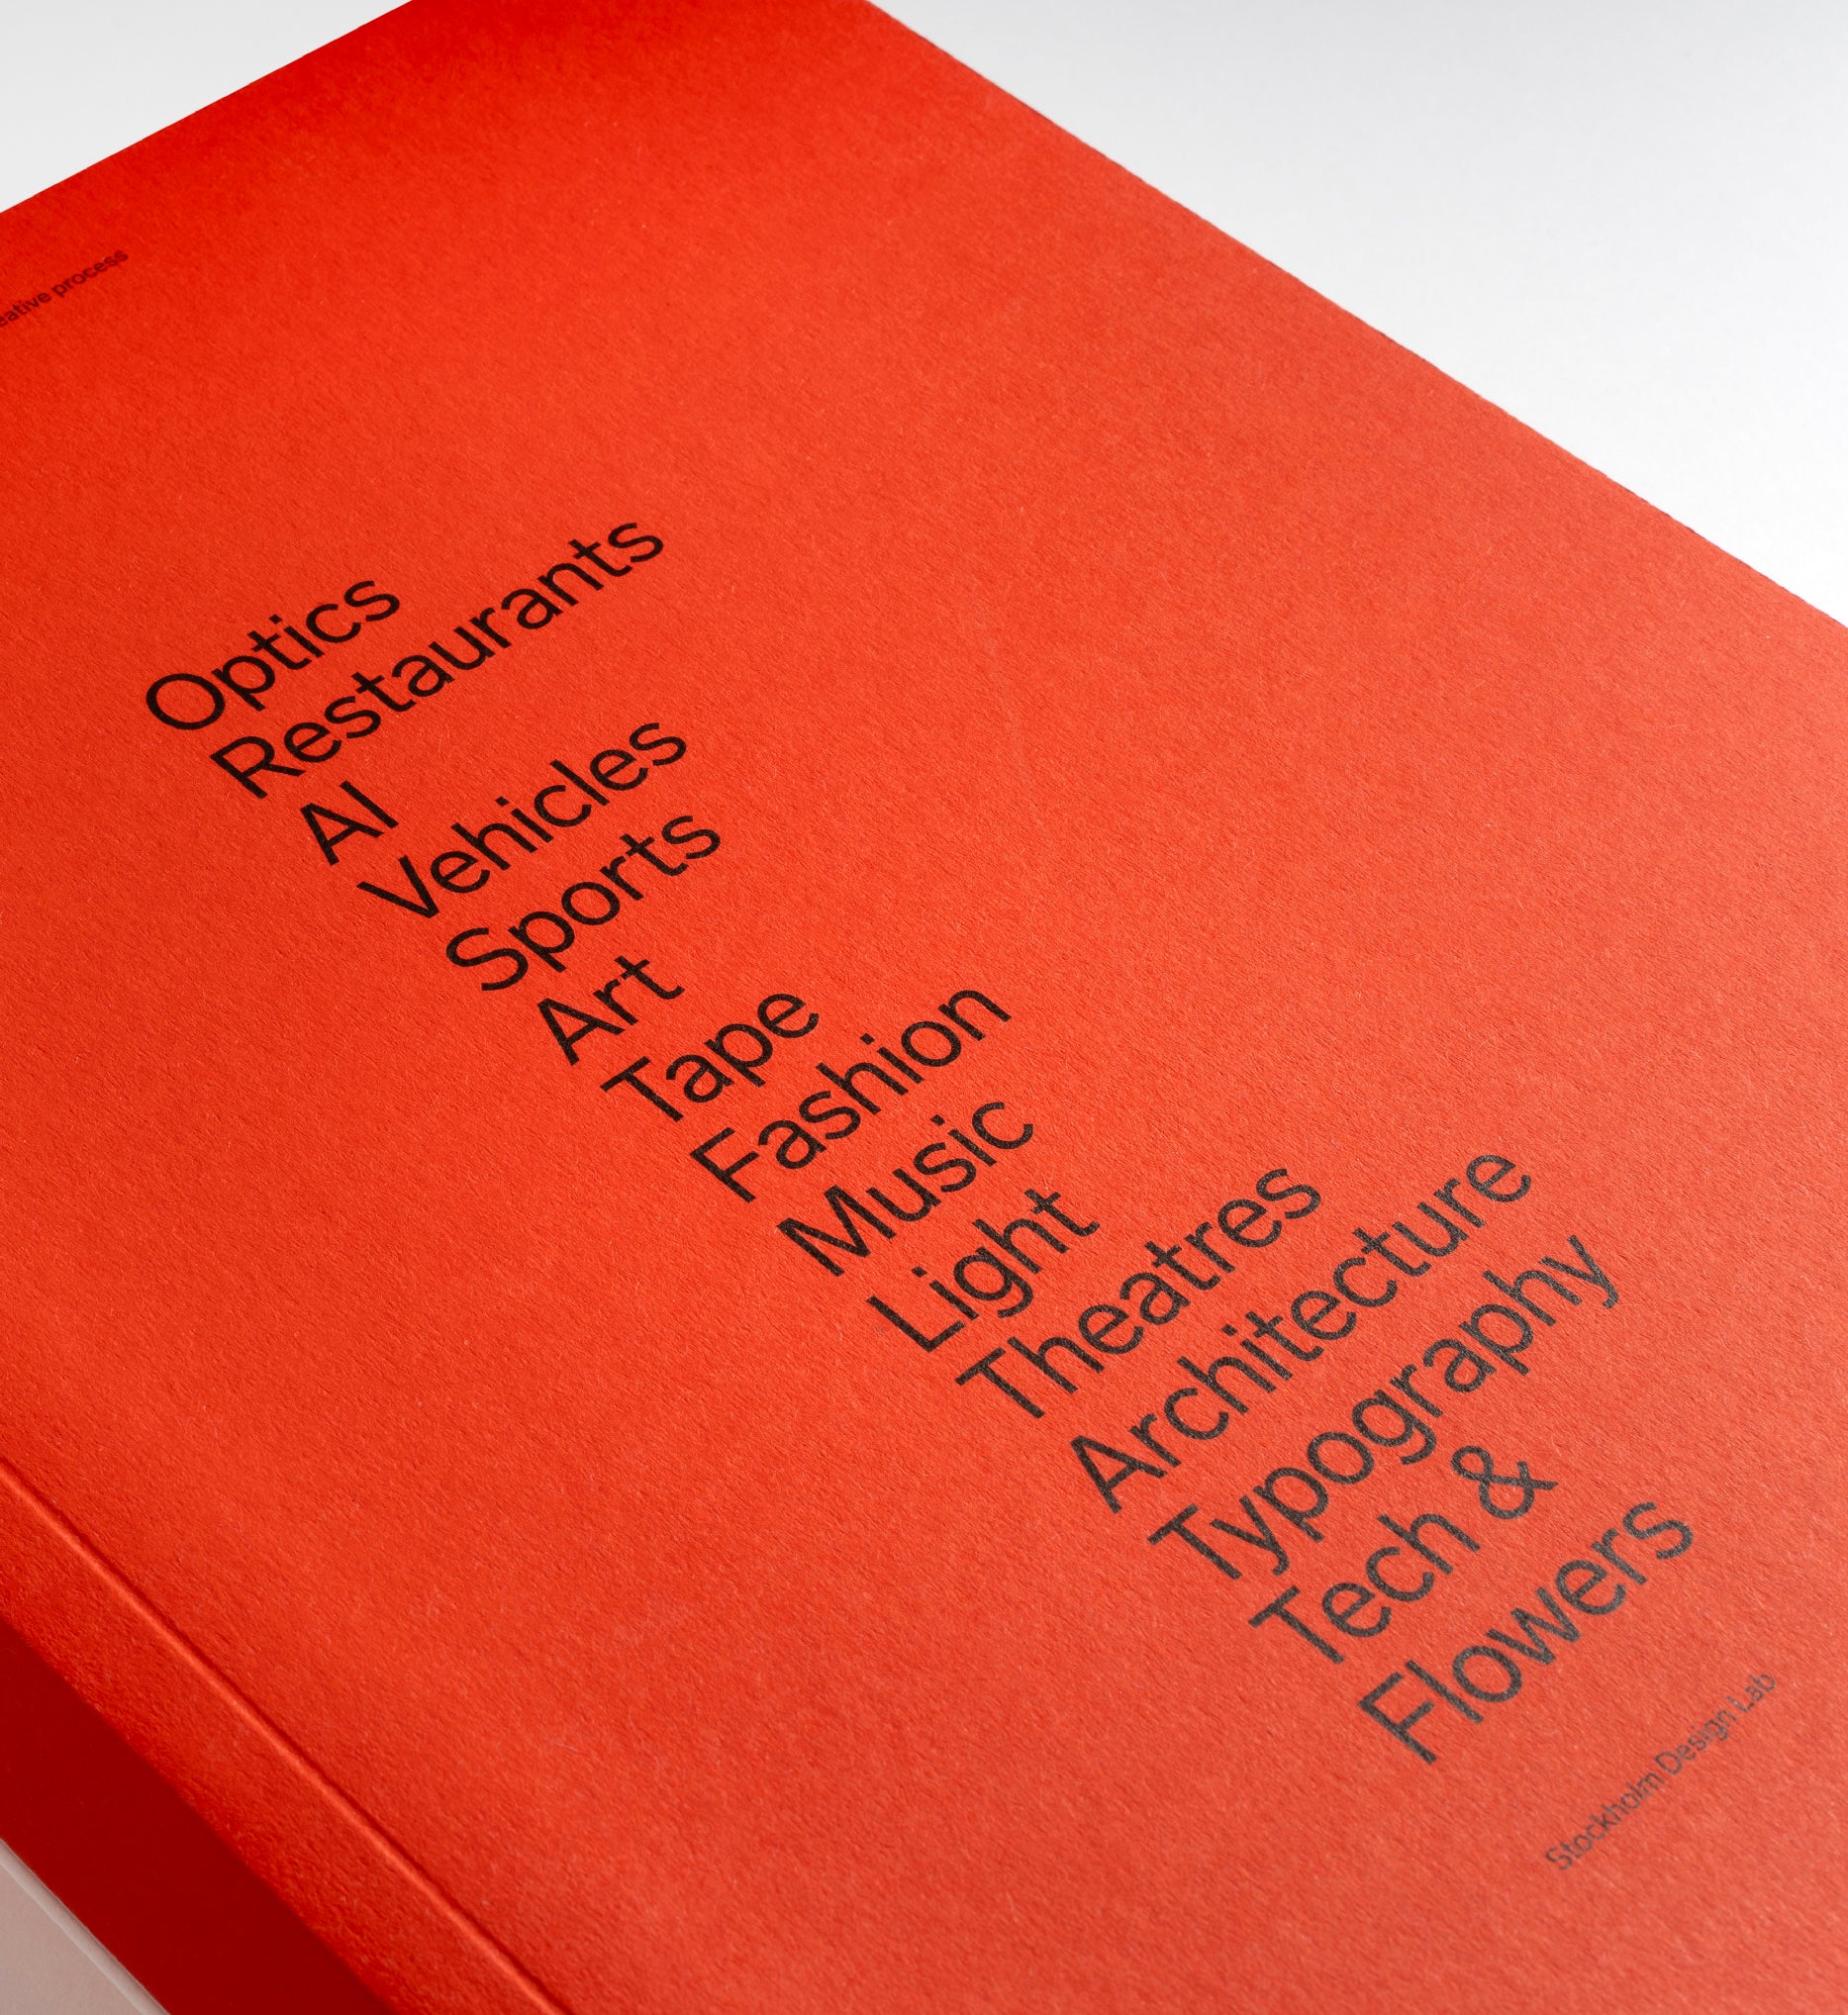 process
Optics
Restaurants
AI
Vehicles
Sports
Art
Tape
Fashion
Music
Light
Theatres
Architecture
Typography
Tech &
Flowers
Stockholm Design Lab